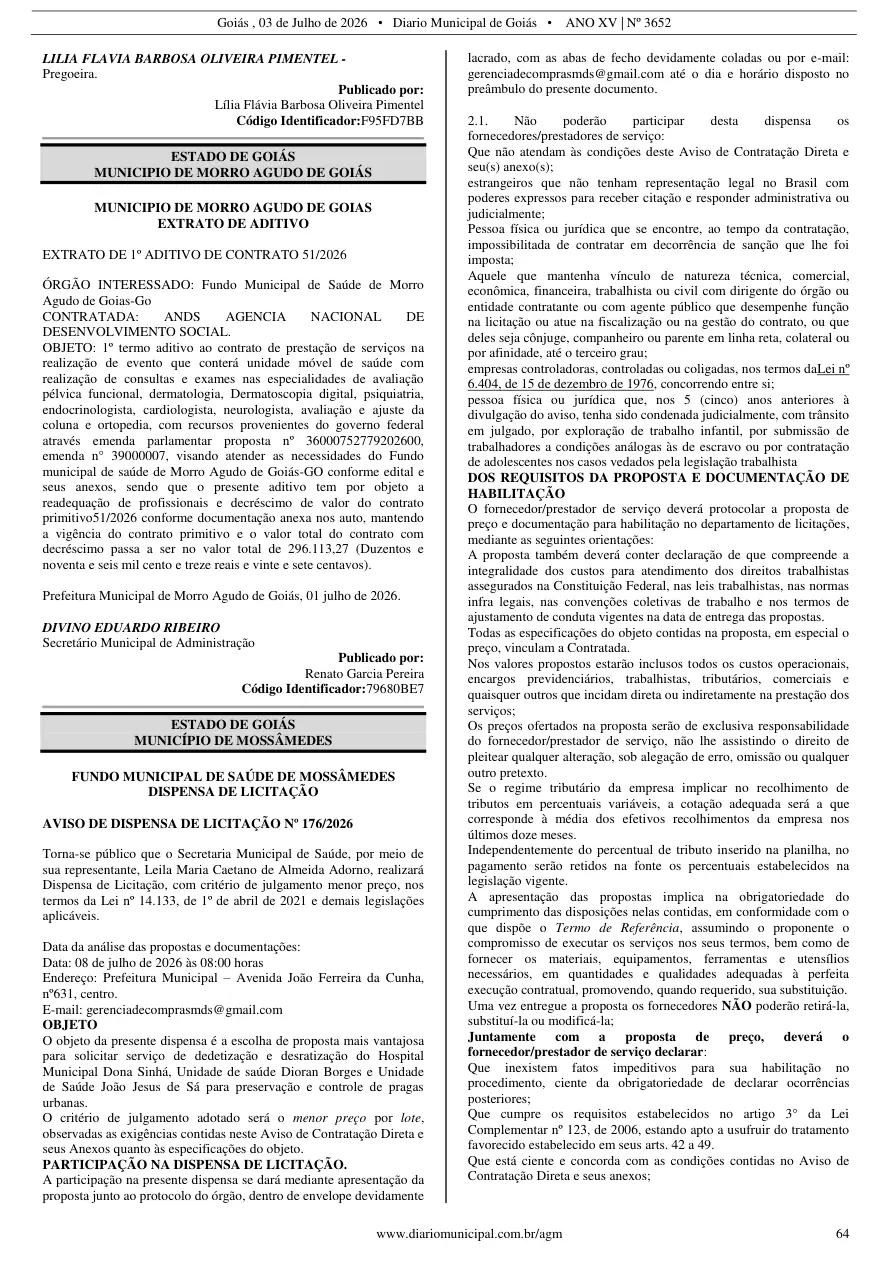 Goiás , 03 de Julho de 2026 • Diario Municipal de Goiás • ANO XV | Nº 3652
LILIA FLAVIA BARBOSA OLIVEIRA PIMENTEL -
Pregoeira.
Publicado por:
Lília Flávia Barbosa Oliveira Pimentel
Código Identificador:F95FD7BB
ESTADO DE GOIÁS
MUNICIPIO DE MORRO AGUDO DE GOIÁS
MUNICIPIO DE MORRO AGUDO DE GOIAS
EXTRATO DE ADITIVO
EXTRATO DE 1º ADITIVO DE CONTRATO 51/2026
ÓRGÃO INTERESSADO: Fundo Municipal de Saúde de Morro
Agudo de Goias-Go
CONTRATADA: ANDS AGENCIA NACIONAL DE
DESENVOLVIMENTO SOCIAL.
OBJETO: 1º termo aditivo ao contrato de prestação de serviços na
realização de evento que conterá unidade móvel de saúde com
realização de consultas e exames nas especialidades de avaliação
pélvica funcional, dermatologia, Dermatoscopia digital, psiquiatria,
endocrinologista, cardiologista, neurologista, avaliação e ajuste da
coluna e ortopedia, com recursos provenientes do governo federal
através emenda parlamentar proposta nº 36000752779202600,
emenda n° 39000007, visando atender as necessidades do Fundo
municipal de saúde de Morro Agudo de Goiás-GO conforme edital e
seus anexos, sendo que o presente aditivo tem por objeto a
readequação de profissionais e decréscimo de valor do contrato
primitivo51/2026 conforme documentação anexa nos auto, mantendo
a vigência do contrato primitivo e o valor total do contrato com
decréscimo passa a ser no valor total de 296.113,27 (Duzentos e
noventa e seis mil cento e treze reais e vinte e sete centavos).
Prefeitura Municipal de Morro Agudo de Goiás, 01 julho de 2026.
DIVINO EDUARDO RIBEIRO
Secretário Municipal de Administração
Publicado por:
Renato Garcia Pereira
Código Identificador:79680BE7
ESTADO DE GOIÁS
MUNICÍPIO DE MOSSÂMEDES
FUNDO MUNICIPAL DE SAÚDE DE MOSSÂMEDES
DISPENSA DE LICITAÇÃO
AVISO DE DISPENSA DE LICITAÇÃO Nº 176/2026
Torna-se público que o Secretaria Municipal de Saúde, por meio de
sua representante, Leila Maria Caetano de Almeida Adorno, realizará
Dispensa de Licitação, com critério de julgamento menor preço, nos
termos da Lei nº 14.133, de 1º de abril de 2021 e demais legislações
aplicáveis.
Data da análise das propostas e documentações:
Data: 08 de julho de 2026 às 08:00 horas
Endereço: Prefeitura Municipal – Avenida João Ferreira da Cunha,
nº631, centro.
E-mail: gerenciadecomprasmds@gmail.com
OBJETO
O objeto da presente dispensa é a escolha de proposta mais vantajosa
para solicitar serviço de dedetização e desratização do Hospital
Municipal Dona Sinhá, Unidade de saúde Dioran Borges e Unidade
de Saúde João Jesus de Sá para preservação e controle de pragas
urbanas.
O critério de julgamento adotado será o menor preço por lote,
observadas as exigências contidas neste Aviso de Contratação Direta e
seus Anexos quanto às especificações do objeto.
PARTICIPAÇÃO NA DISPENSA DE LICITAÇÃO.
A participação na presente dispensa se dará mediante apresentação da
proposta junto ao protocolo do órgão, dentro de envelope devidamente
lacrado, com as abas de fecho devidamente coladas ou por e-mail:
gerenciadecomprasmds@gmail.com até o dia e horário disposto no
preâmbulo do presente documento.
2.1. Não poderão participar desta dispensa os
fornecedores/prestadores de serviço:
Que não atendam às condições deste Aviso de Contratação Direta e
seu(s) anexo(s);
estrangeiros que não tenham representação legal no Brasil com
poderes expressos para receber citação e responder administrativa ou
judicialmente;
Pessoa física ou jurídica que se encontre, ao tempo da contratação,
impossibilitada de contratar em decorrência de sanção que lhe foi
imposta;
Aquele que mantenha vínculo de natureza técnica, comercial,
econômica, financeira, trabalhista ou civil com dirigente do órgão ou
entidade contratante ou com agente público que desempenhe função
na licitação ou atue na fiscalização ou na gestão do contrato, ou que
deles seja cônjuge, companheiro ou parente em linha reta, colateral ou
por afinidade, até o terceiro grau;
empresas controladoras, controladas ou coligadas, nos termos daLei nº
6.404, de 15 de dezembro de 1976, concorrendo entre si;
pessoa física ou jurídica que, nos 5 (cinco) anos anteriores à
divulgação do aviso, tenha sido condenada judicialmente, com trânsito
em julgado, por exploração de trabalho infantil, por submissão de
trabalhadores a condições análogas às de escravo ou por contratação
de adolescentes nos casos vedados pela legislação trabalhista
DOS REQUISITOS DA PROPOSTA E DOCUMENTAÇÃO DE
HABILITAÇÃO
O fornecedor/prestador de serviço deverá protocolar a proposta de
preço e documentação para habilitação no departamento de licitações,
mediante as seguintes orientações:
A proposta também deverá conter declaração de que compreende a
integralidade dos custos para atendimento dos direitos trabalhistas
assegurados na Constituição Federal, nas leis trabalhistas, nas normas
infra legais, nas convenções coletivas de trabalho e nos termos de
ajustamento de conduta vigentes na data de entrega das propostas.
Todas as especificações do objeto contidas na proposta, em especial o
preço, vinculam a Contratada.
Nos valores propostos estarão inclusos todos os custos operacionais,
encargos previdenciários, trabalhistas, tributários, comerciais e
quaisquer outros que incidam direta ou indiretamente na prestação dos
serviços;
Os preços ofertados na proposta serão de exclusiva responsabilidade
do fornecedor/prestador de serviço, não lhe assistindo o direito de
pleitear qualquer alteração, sob alegação de erro, omissão ou qualquer
outro pretexto.
Se o regime tributário da empresa implicar no recolhimento de
tributos em percentuais variáveis, a cotação adequada será a que
corresponde à média dos efetivos recolhimentos da empresa nos
últimos doze meses.
Independentemente do percentual de tributo inserido na planilha, no
pagamento serão retidos na fonte os percentuais estabelecidos na
legislação vigente.
A apresentação das propostas implica na obrigatoriedade do
cumprimento das disposições nelas contidas, em conformidade com o
que dispõe o Termo de Referência, assumindo o proponente o
compromisso de executar os serviços nos seus termos, bem como de
fornecer os materiais, equipamentos, ferramentas e utensílios
necessários, em quantidades e qualidades adequadas à perfeita
execução contratual, promovendo, quando requerido, sua substituição.
Uma vez entregue a proposta os fornecedores NÃO poderão retirá-la,
substituí-la ou modificá-la;
Juntamente com a proposta de preço, deverá o
fornecedor/prestador de serviço declarar:
Que inexistem fatos impeditivos para sua habilitação no
procedimento, ciente da obrigatoriedade de declarar ocorrências
posteriores;
Que cumpre os requisitos estabelecidos no artigo 3° da Lei
Complementar nº 123, de 2006, estando apto a usufruir do tratamento
favorecido estabelecido em seus arts. 42 a 49.
Que está ciente e concorda com as condições contidas no Aviso de
Contratação Direta e seus anexos;
www.diariomunicipal.com.br/agm
64